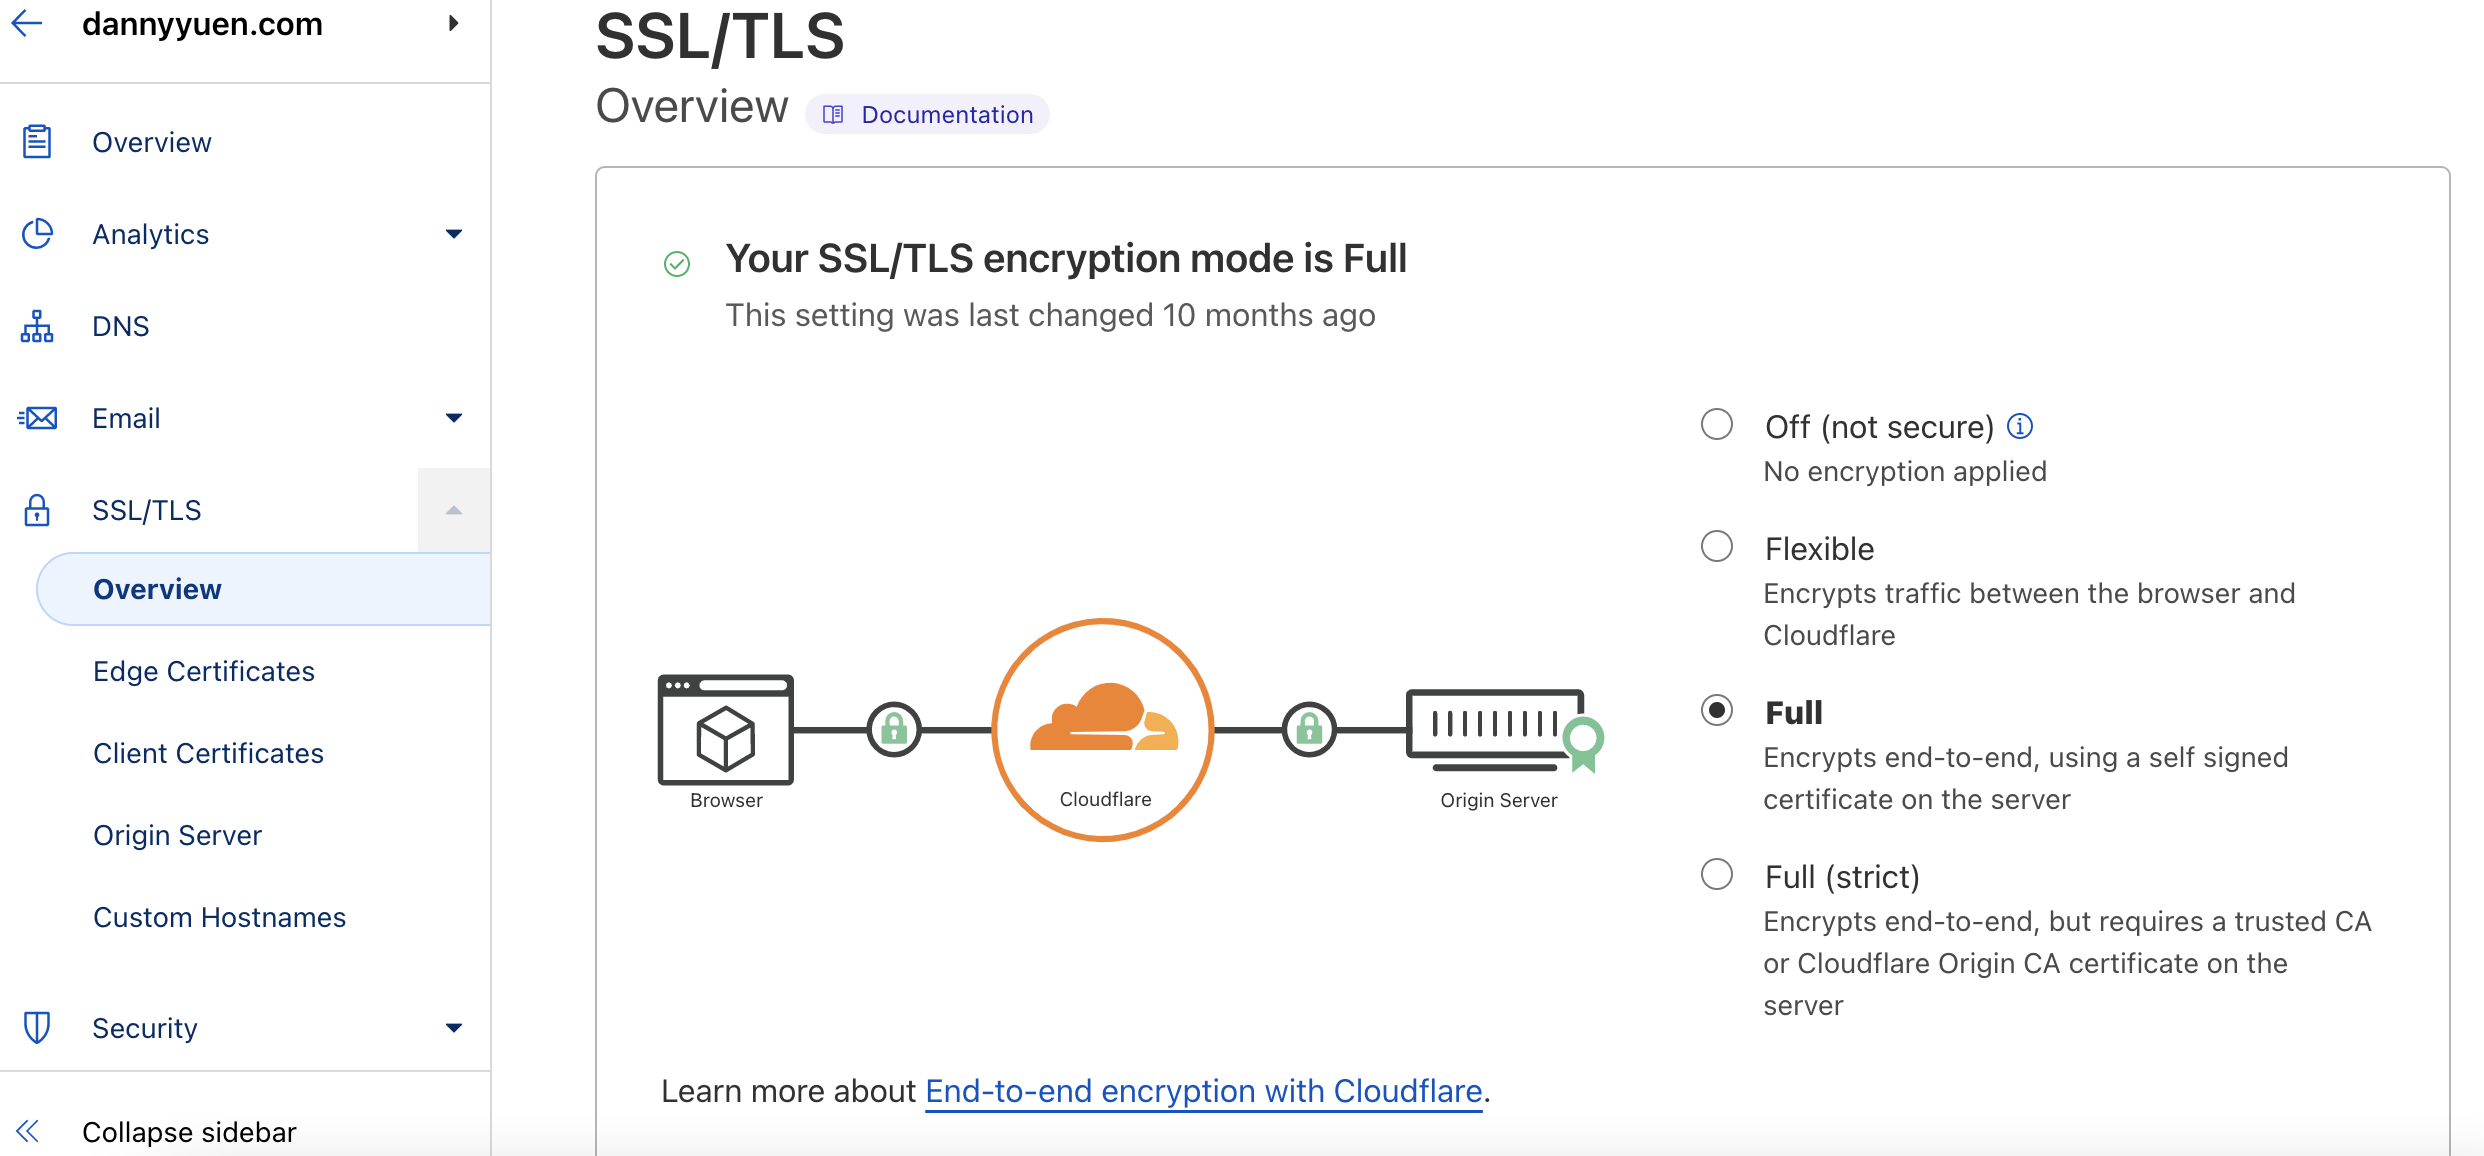 dannyyuen.com
Overview
Analytics
DNS
Email
SSL/TLS
Overview
Edge Certificates
Client Certificates
Origin Server
Custom Hostnames
Security
Collapse sidebar
SSL/TLS
Overview
Documentation
Your SSL/TLS encryption mode is Full
This setting was last changed 10 months ago
Browser
Cloudflare
Origin Server
Off (not secure)
No encryption applied
Flexible
Encrypts traffic between the browser and
Cloudflare
Full
Encrypts end-to-end, using a self signed
certificate on the server
Full (strict)
Encrypts end-to-end, but requires a trusted CA
or Cloudflare Origin CA certificate on the
server
Learn more about End-to-end encryption with Cloudflare.